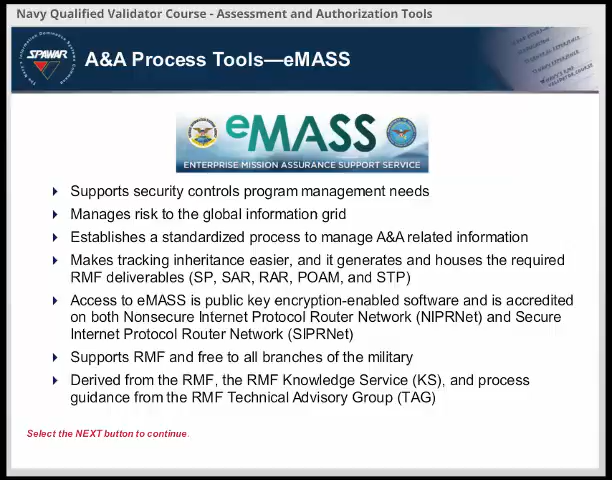 Navy Qualified Validator Course - Assessment and Authorization Tools
SPAWAR
A&A Process Tools—eMASS
eMASS
ENTERPRISE MISSION ASSURANCE SUPPORT SERVICE
Supports security controls program management needs
Manages risk to the global information grid
Establishes a standardized process to manage A&A related information
Makes tracking inheritance easier, and it generates and houses the required
RMF deliverables (SP, SAR, RAR, POAM, and STP)
Access to eMASS is public key encryption-enabled software and is accredited
on both Nonsecure Internet Protocol Router Network (NIPRNet) and Secure
Internet Protocol Router Network (SIPRNet)
Supports RMF and free to all branches of the military
Derived from the RMF, the RMF Knowledge Service (KS), and process
guidance from the RMF Technical Advisory Group (TAG)
Select the NEXT button to continue.